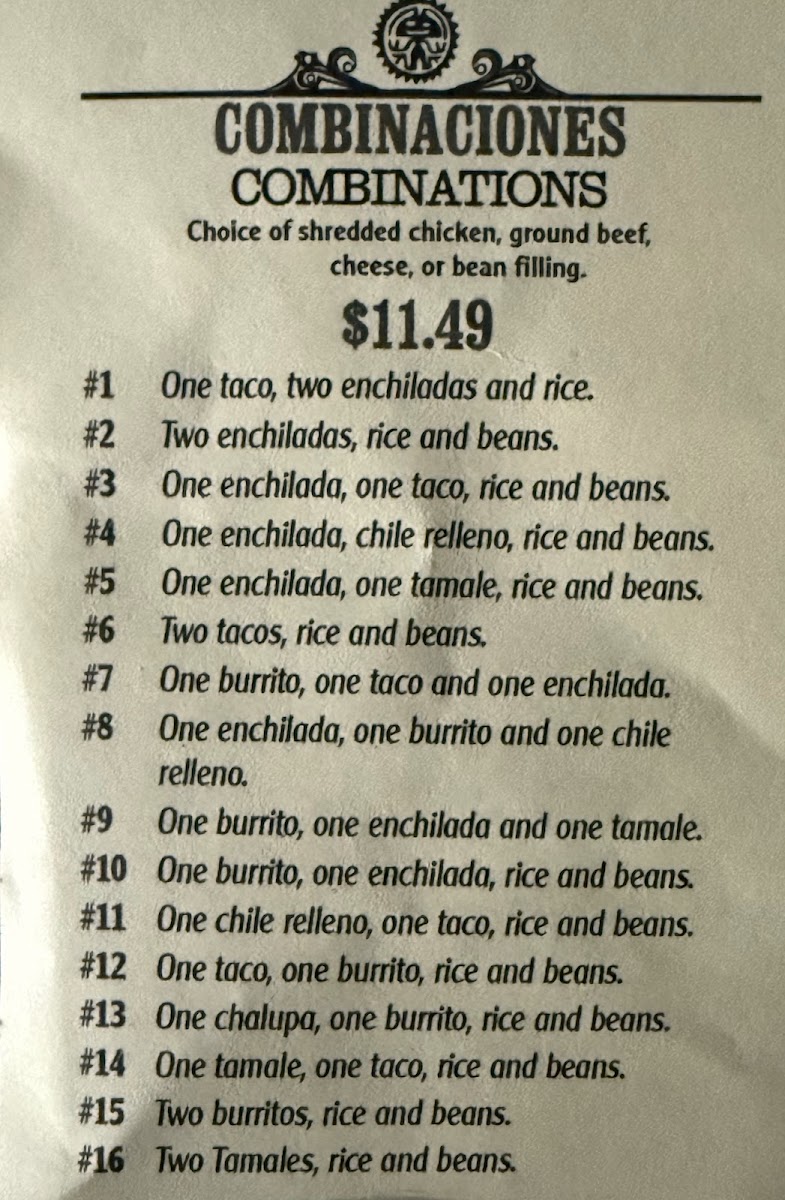 COMBINACIONES
COMBINATIONS
Choice of shredded chicken, ground beef,
cheese, or bean filling.
$11.49
#1 One taco, two enchiladas and rice.
#2 Two enchiladas, rice and beans.
#3 One enchilada, one taco, rice and beans.
#4 One enchilada, chile relleno, rice and beans.
#5 One enchilada, one tamale, rice and beans.
#6 Two tacos, rice and beans.
#7 One burrito, one taco and one enchilada.
#8 One enchilada, one burrito and one chile
relleno.
#9 One burrito, one enchilada and one tamale.
#10 One burrito, one enchilada, rice and beans.
#11 One chile relleno, one taco, rice and beans.
#12 One taco, one burrito, rice and beans.
#13 One chalupa, one burrito, rice and beans.
#14 One tamale, one taco, rice and beans.
#15 Two burritos, rice and beans.
#16 Two Tamales, rice and beans.